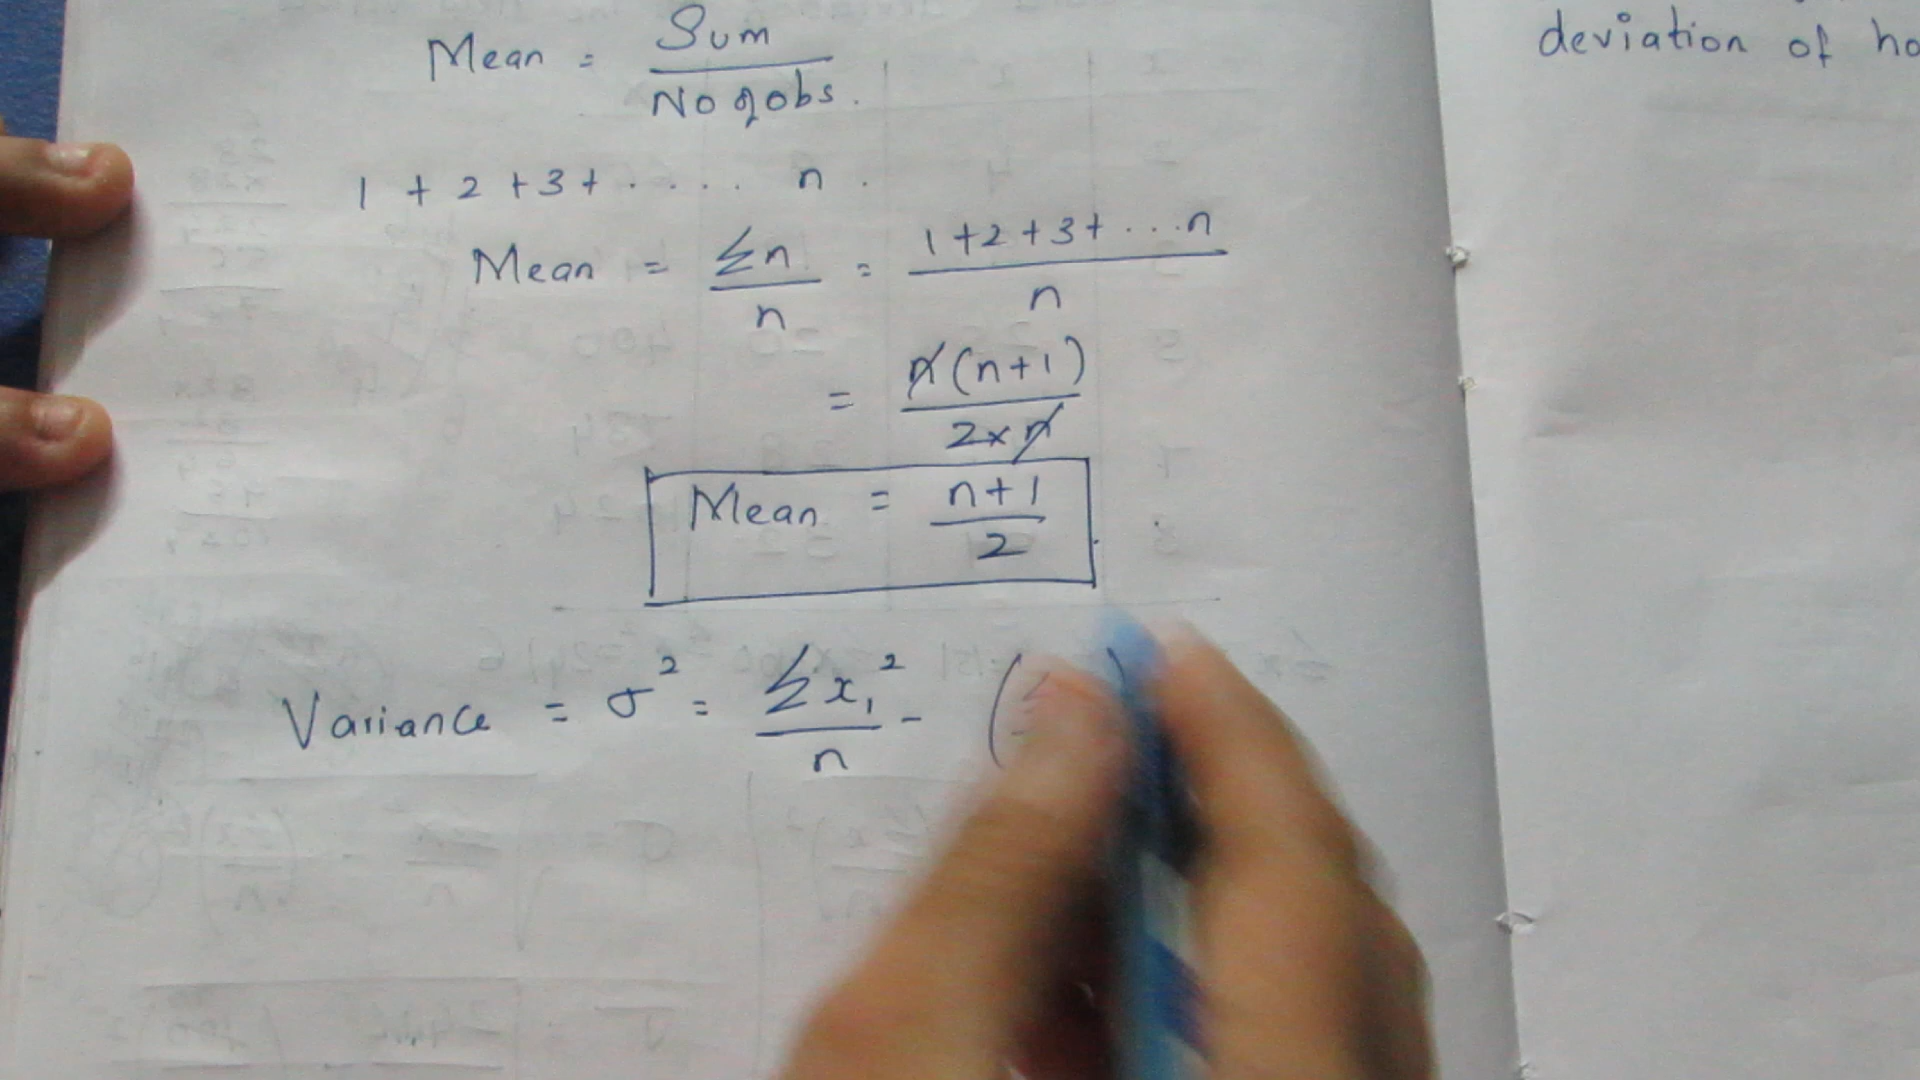 Mean = Sum / No of obs.
1 + 2 + 3 + . . . . . n .
Mean = Σn / n = 1+2+3+ ...n / n
= n(n+1) / 2×n
Mean = n+1 / 2
Variance = σ² = Σx₁² / n - (
deviation of